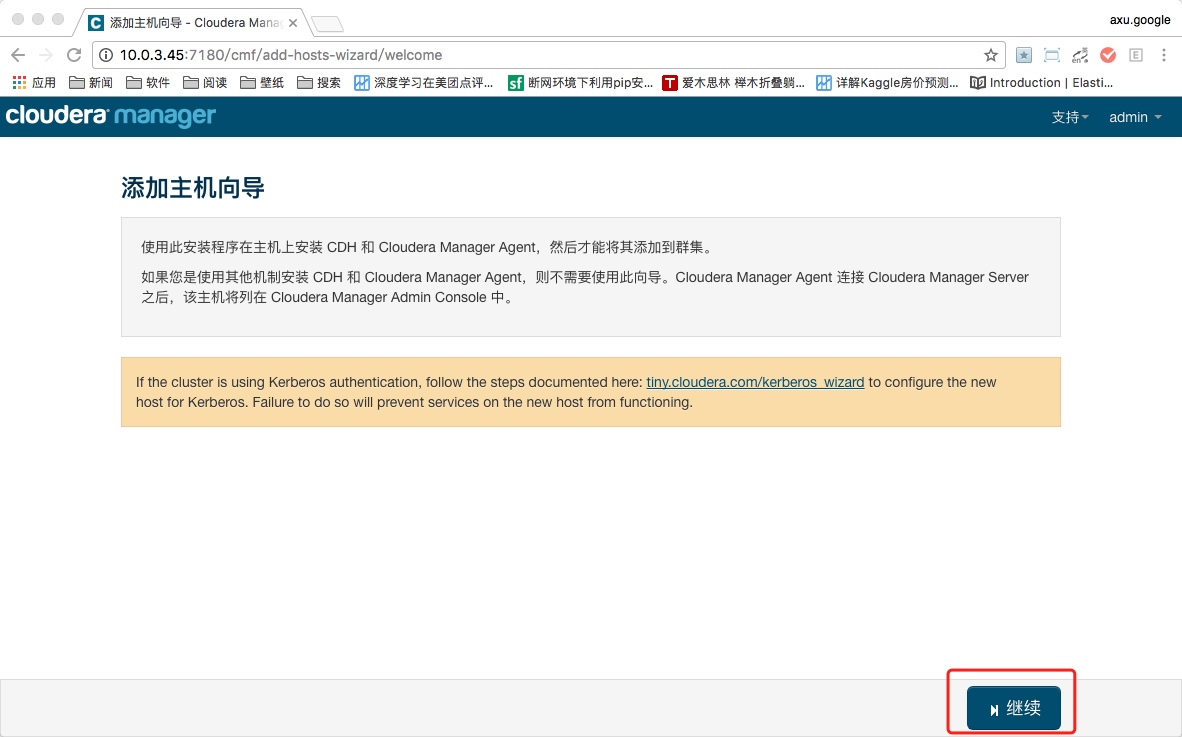 添加主机向导 - Cloudera Mana
axu.google
10.0.3.45:7180/cmf/add-hosts-wizard/welcome
应用 新闻 软件 阅读 壁纸 搜索 深度学习在美团点评... sf 断网环境下利用pip安... T 爱木思林 榉木折叠躺... 详解Kaggle房价预测... Introduction | Elasti...
cloudera manager 支持 admin
添加主机向导
使用此安装程序在主机上安装 CDH 和 Cloudera Manager Agent，然后才能将其添加到群集。
如果您是使用其他机制安装 CDH 和 Cloudera Manager Agent，则不需要使用此向导。Cloudera Manager Agent 连接 Cloudera Manager Server
之后，该主机将列在 Cloudera Manager Admin Console 中。
If the cluster is using Kerberos authentication, follow the steps documented here: tiny.cloudera.com/kerberos_wizard to configure the new
host for Kerberos. Failure to do so will prevent services on the new host from functioning.
继续